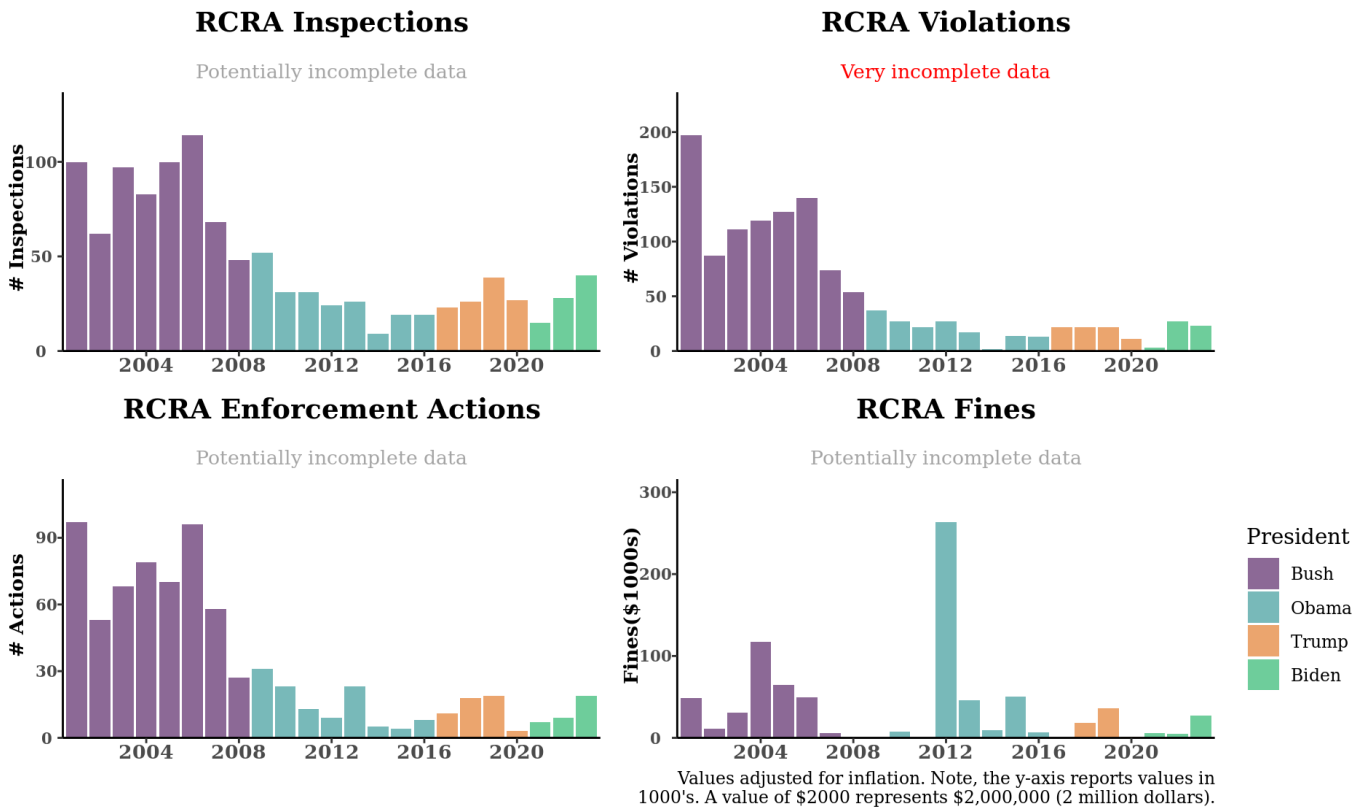 RCRA Inspections
Potentially incomplete data
# Inspections
100
50
0
2004 2008 2012 2016 2020
RCRA Violations
Very incomplete data
# Violations
200
150
100
50
0
2004 2008 2012 2016 2020
RCRA Enforcement Actions
Potentially incomplete data
# Actions
90
60
30
0
2004 2008 2012 2016 2020
RCRA Fines
Potentially incomplete data
Fines($1000s)
300
200
100
0
2004 2008 2012 2016 2020
President
Bush
Obama
Trump
Biden
Values adjusted for inflation. Note, the y-axis reports values in
1000's. A value of $2000 represents $2,000,000 (2 million dollars).